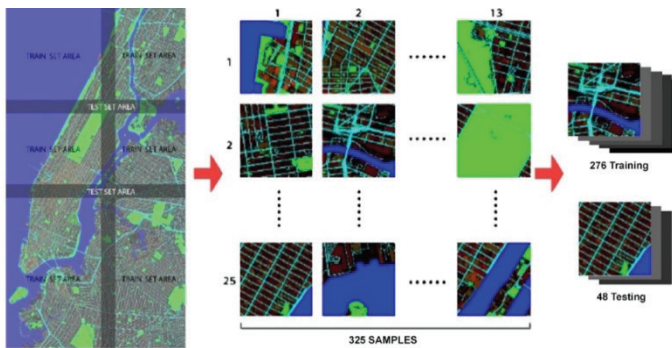 TRAIN SET AREA
TRAIN SET AREA
TEST SET AREA
TRAIN SET AREA
TRAIN SET AREA
TEST SET AREA
TRAIN SET AREA
TRAIN SET AREA
1
2
13
1
2
25
325 SAMPLES
276 Training
48 Testing